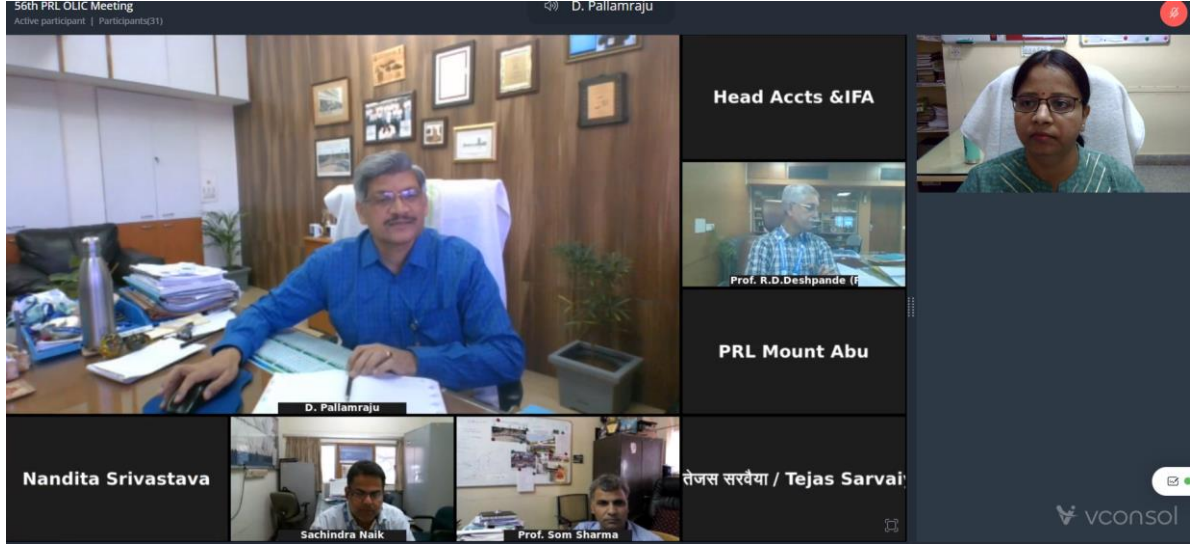 56th PRL OLIC Meeting
Active participant | Participants(31)
D. Pallamraju
Head Accts &IFA
Prof. R.D.Deshpande (F
PRL Mount Abu
D. Pallamraju
Nandita Srivastava
Sachindra Naik
Prof. Som Sharma
तेजस सरवैया / Tejas Sarvai
vconsol